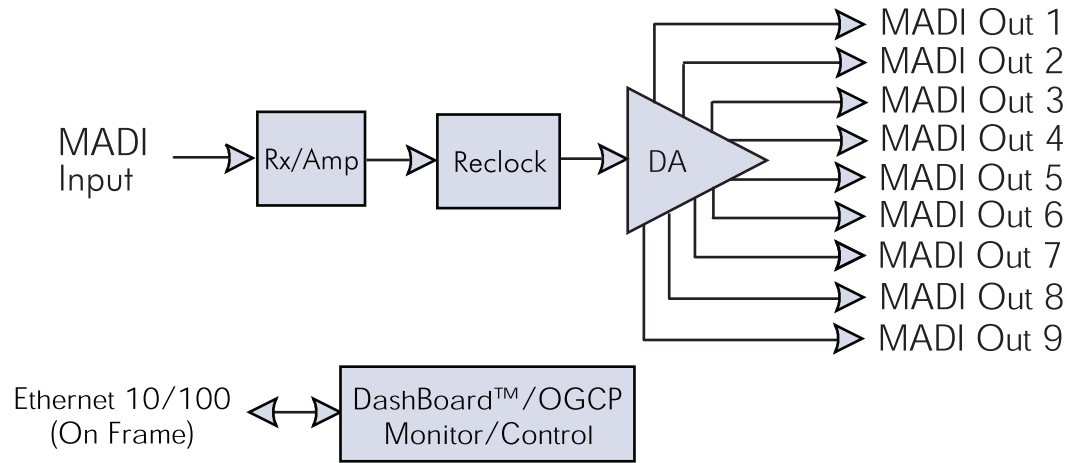 MADI
Input
Rx/Amp
Reclock
DA
MADI Out 1
MADI Out 2
MADI Out 3
MADI Out 4
MADI Out 5
MADI Out 6
MADI Out 7
MADI Out 8
MADI Out 9
Ethernet 10/100
(On Frame)
DashBoard™/OGCP
Monitor/Control